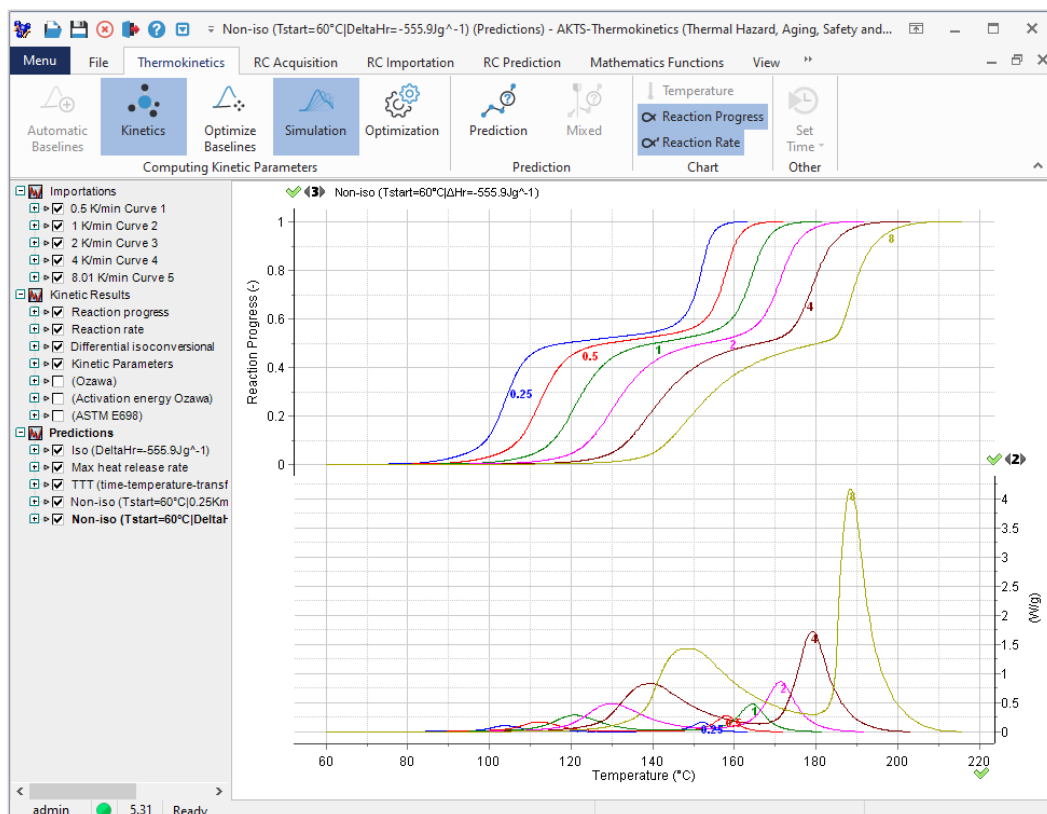 Non-iso (Tstart=60°C|DeltaHr=-555.9Jg^-1) (Predictions) - AKTS-Thermokinetics (Thermal Hazard, Aging, Safety and...
Menu File Thermokinetics RC Acquisition RC Importation RC Prediction Mathematics Functions View
Automatic Baselines
Kinetics
Optimize Baselines
Simulation
Optimization
Prediction
Mixed
Temperature
Reaction Progress
Reaction Rate
Set Time
Computing Kinetic Parameters
Prediction
Chart
Other
Importations
0.5 K/min Curve 1
1 K/min Curve 2
2 K/min Curve 3
4 K/min Curve 4
8.01 K/min Curve 5
Kinetic Results
Reaction progress
Reaction rate
Differential isoconversional
Kinetic Parameters
(Ozawa)
(Activation energy Ozawa)
(ASTM E698)
Predictions
Iso (DeltaHr=-555.9Jg^-1)
Max heat release rate
TTT (time-temperature-transf
Non-iso (Tstart=60°C|0.25Km
Non-iso (Tstart=60°C|DeltaH
(3) Non-iso (Tstart=60°C|ΔHr=-555.9Jg^-1)
1
0.8
0.6
0.4
0.2
0
Reaction Progress (-)
0.25
0.5
1
2
4
8
(2)
4
3.5
3
2.5
2
1.5
1
0.5
0
(W/g)
0.25
0.5
1
2
4
8
60 80 100 120 140 160 180 200 220
Temperature (°C)
admin 5.31 Ready